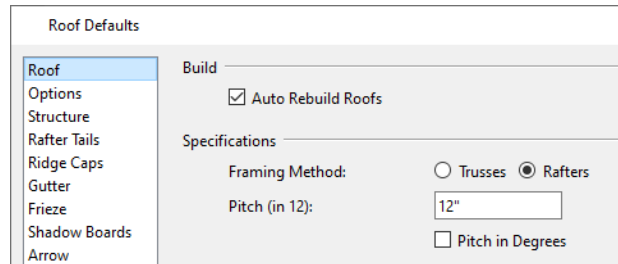 Roof Defaults
Roof
Options
Structure
Rafter Tails
Ridge Caps
Gutter
Frieze
Shadow Boards
Arrow
Build
Auto Rebuild Roofs
Specifications
Framing Method: Trusses Rafters
Pitch (in 12): 12"
Pitch in Degrees